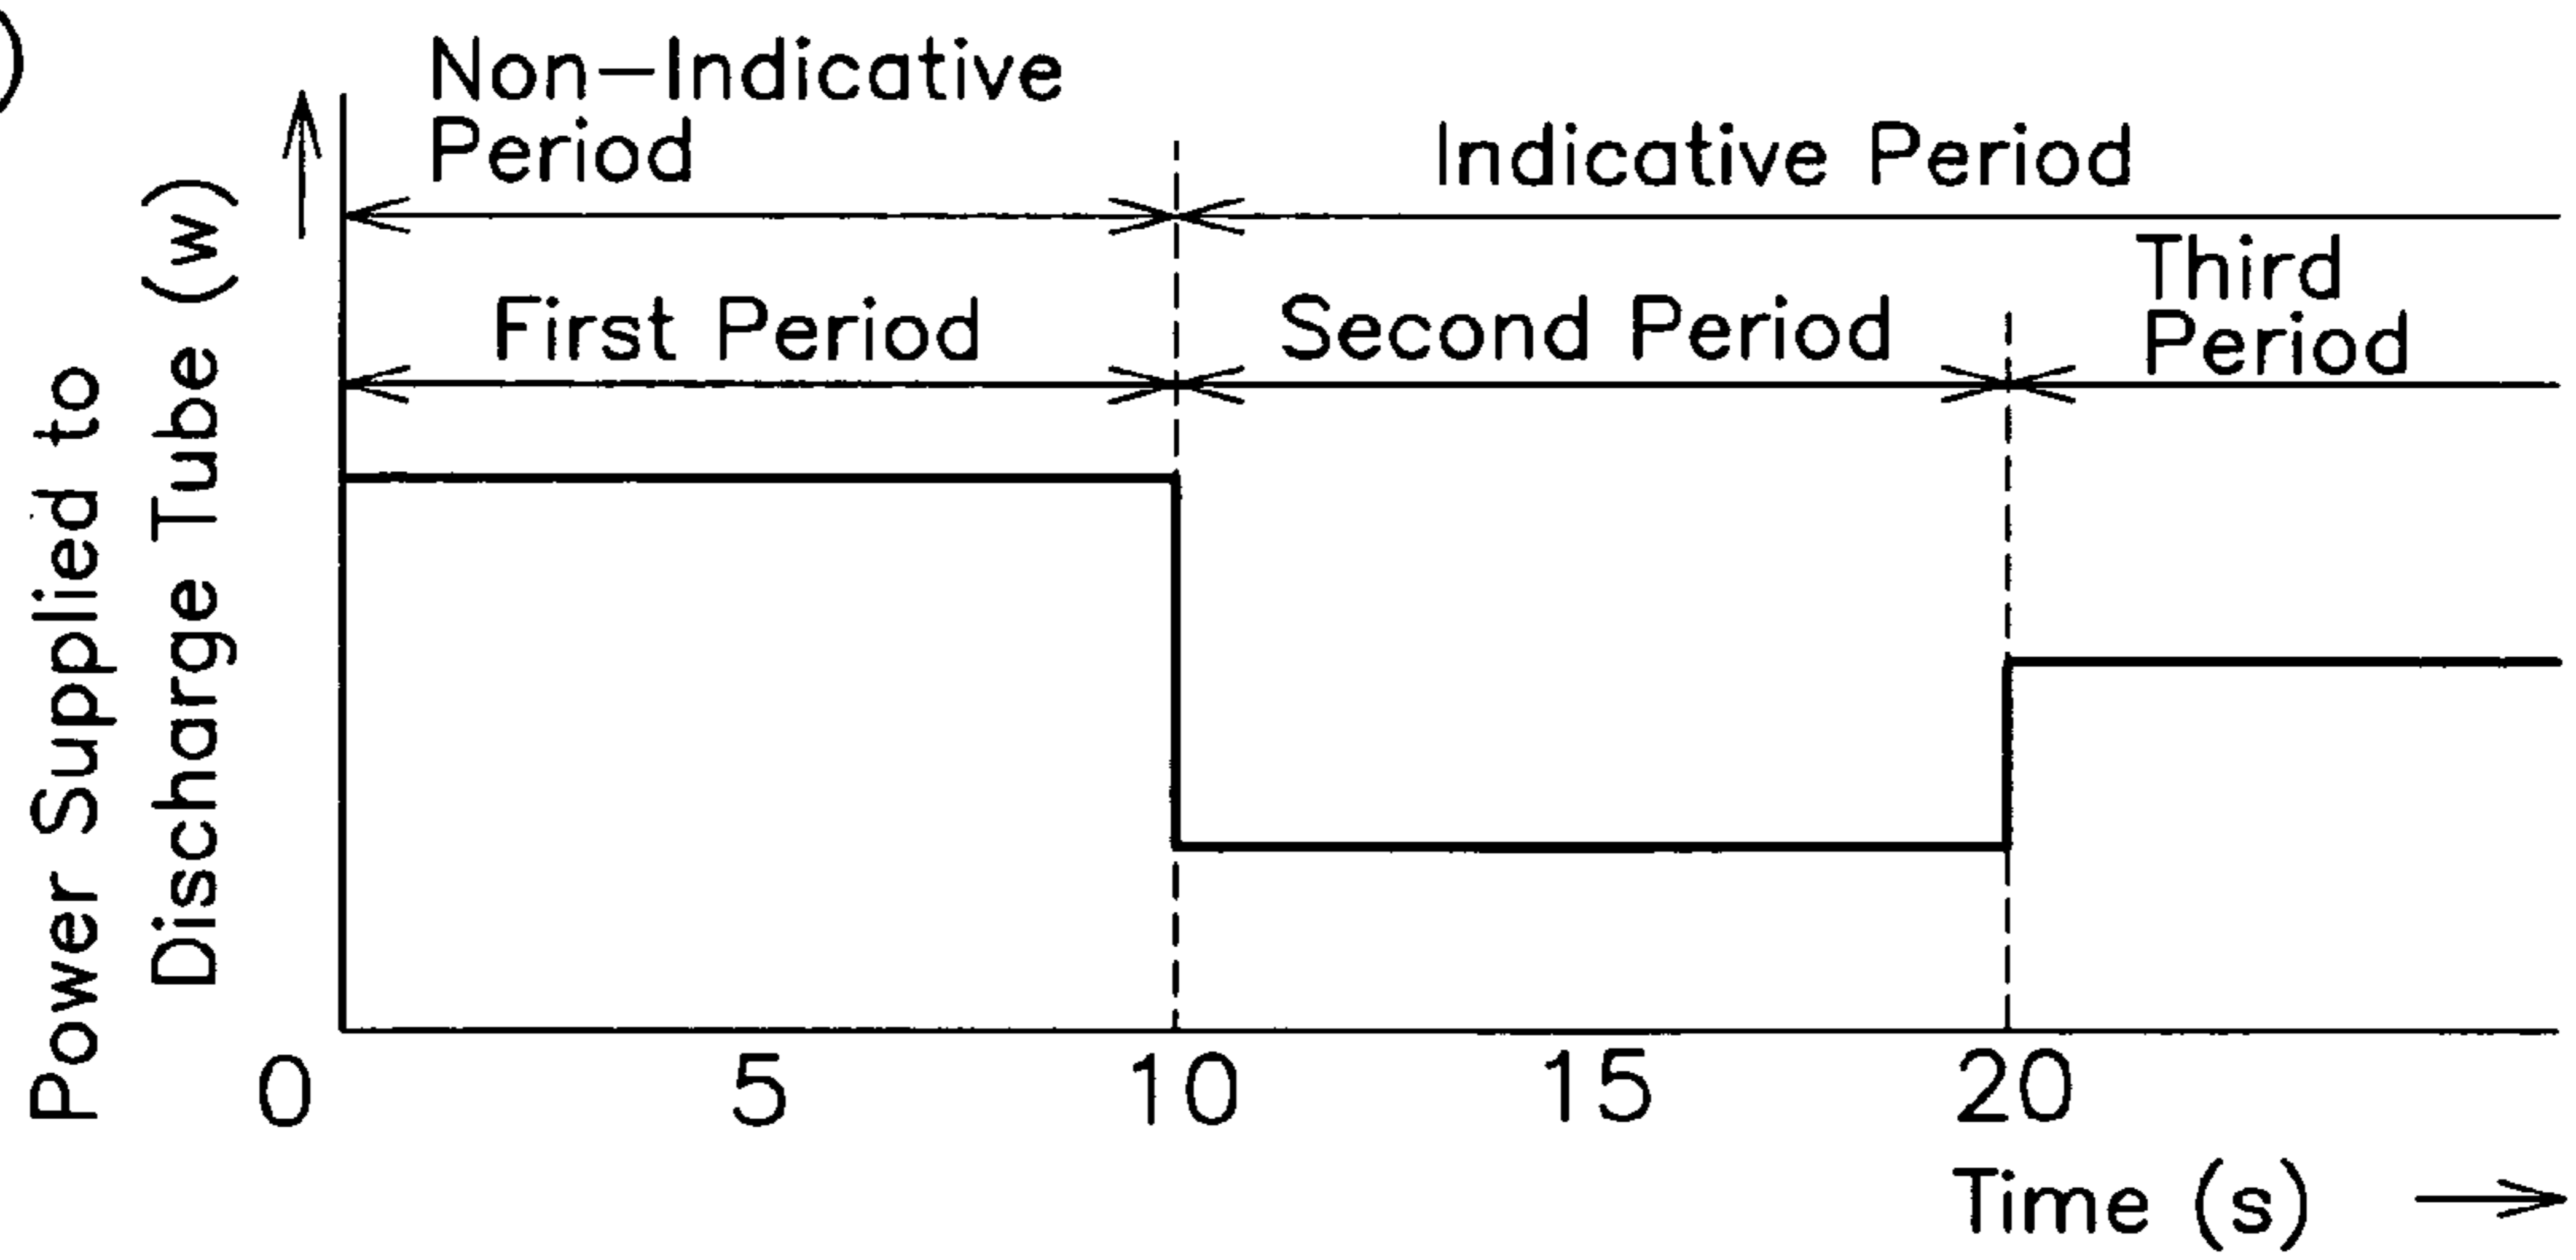 )
Non-Indicative
Period
Indicative Period
First Period
Second Period
Third
Period
Power Supplied to
Discharge Tube (w)
0
5
10
15
20
Time (s)